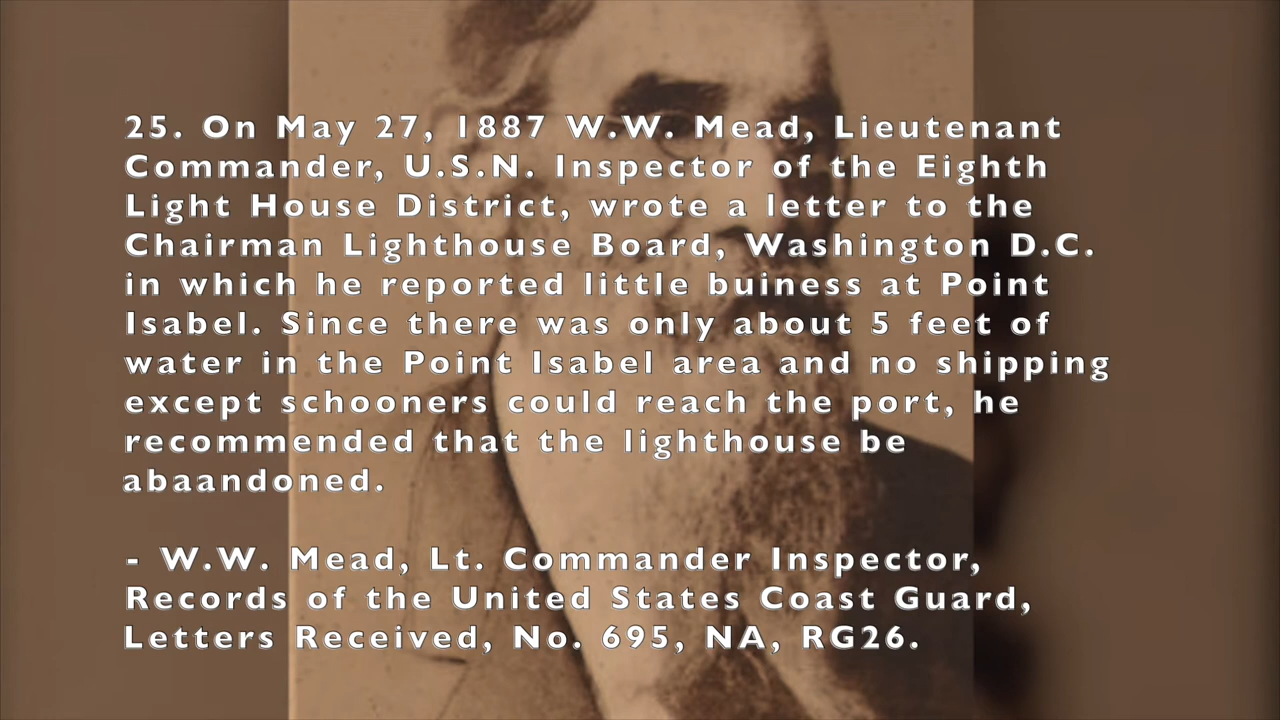 25. On May 27, 1887 W.W. Mead, Lieutenant
Commander, U.S.N. Inspector of the Eighth
Light House District, wrote a letter to the
Chairman Lighthouse Board, Washington D.C.
in which he reported little buiness at Point
Isabel. Since there was only about 5 feet of
water in the Point Isabel area and no shipping
except schooners could reach the port, he
recommended that the lighthouse be
abaandoned.
- W.W. Mead, Lt. Commander Inspector,
Records of the United States Coast Guard,
Letters Received, No. 695, NA, RG26.